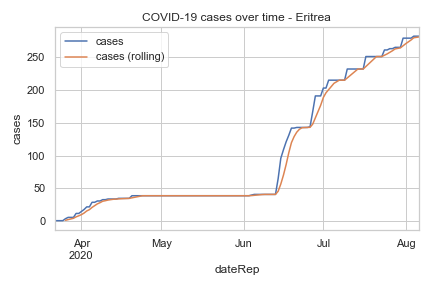 COVID-19 cases over time - Eritrea
cases
cases (rolling)
cases
250
200
150
100
50
0
Apr
2020
May
Jun
Jul
Aug
dateRep